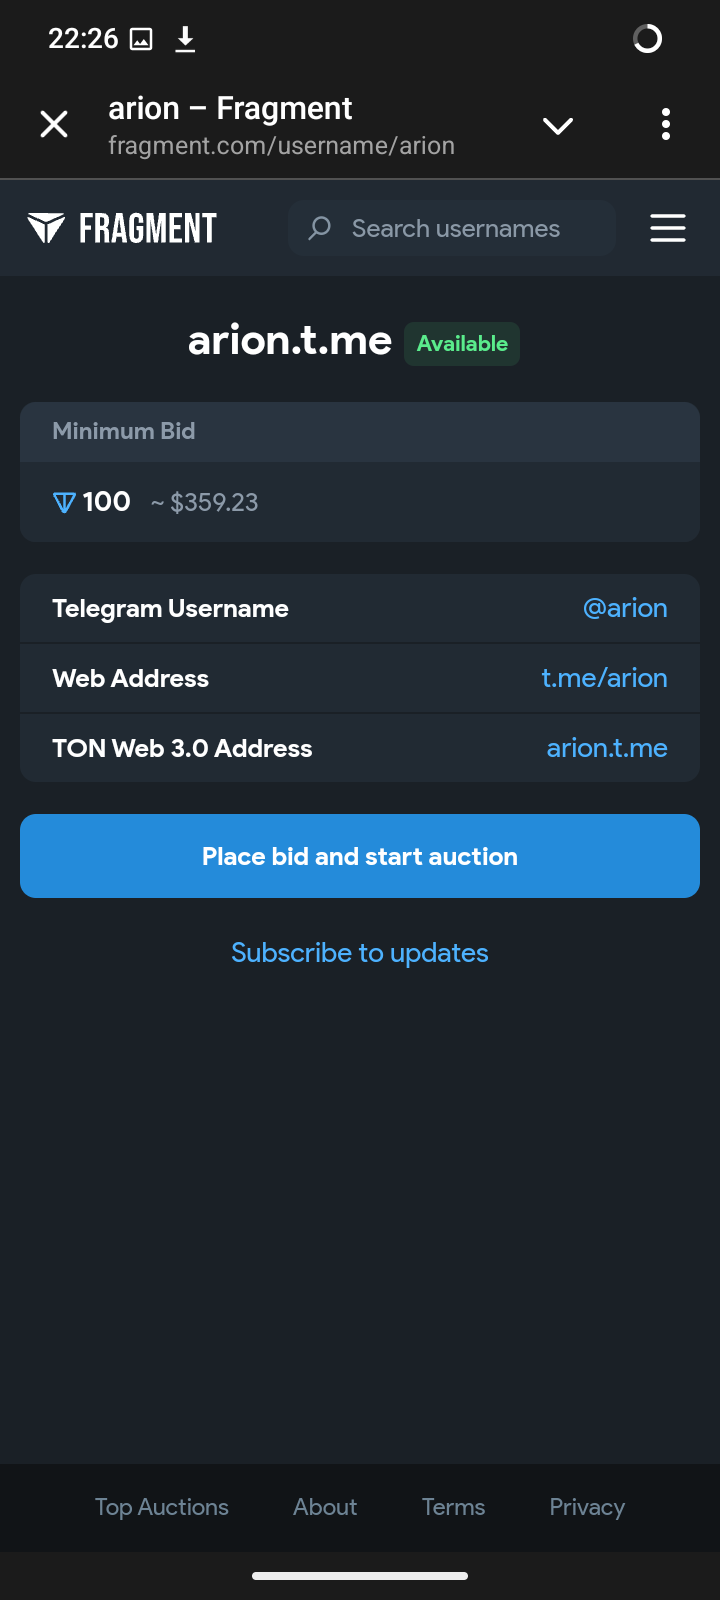 22:26
arion – Fragment
fragment.com/username/arion
FRAGMENT Search usernames
arion.t.me Available
Minimum Bid
100 ~ $359.23
Telegram Username @arion
Web Address t.me/arion
TON Web 3.0 Address arion.t.me
Place bid and start auction
Subscribe to updates
Top Auctions About Terms Privacy